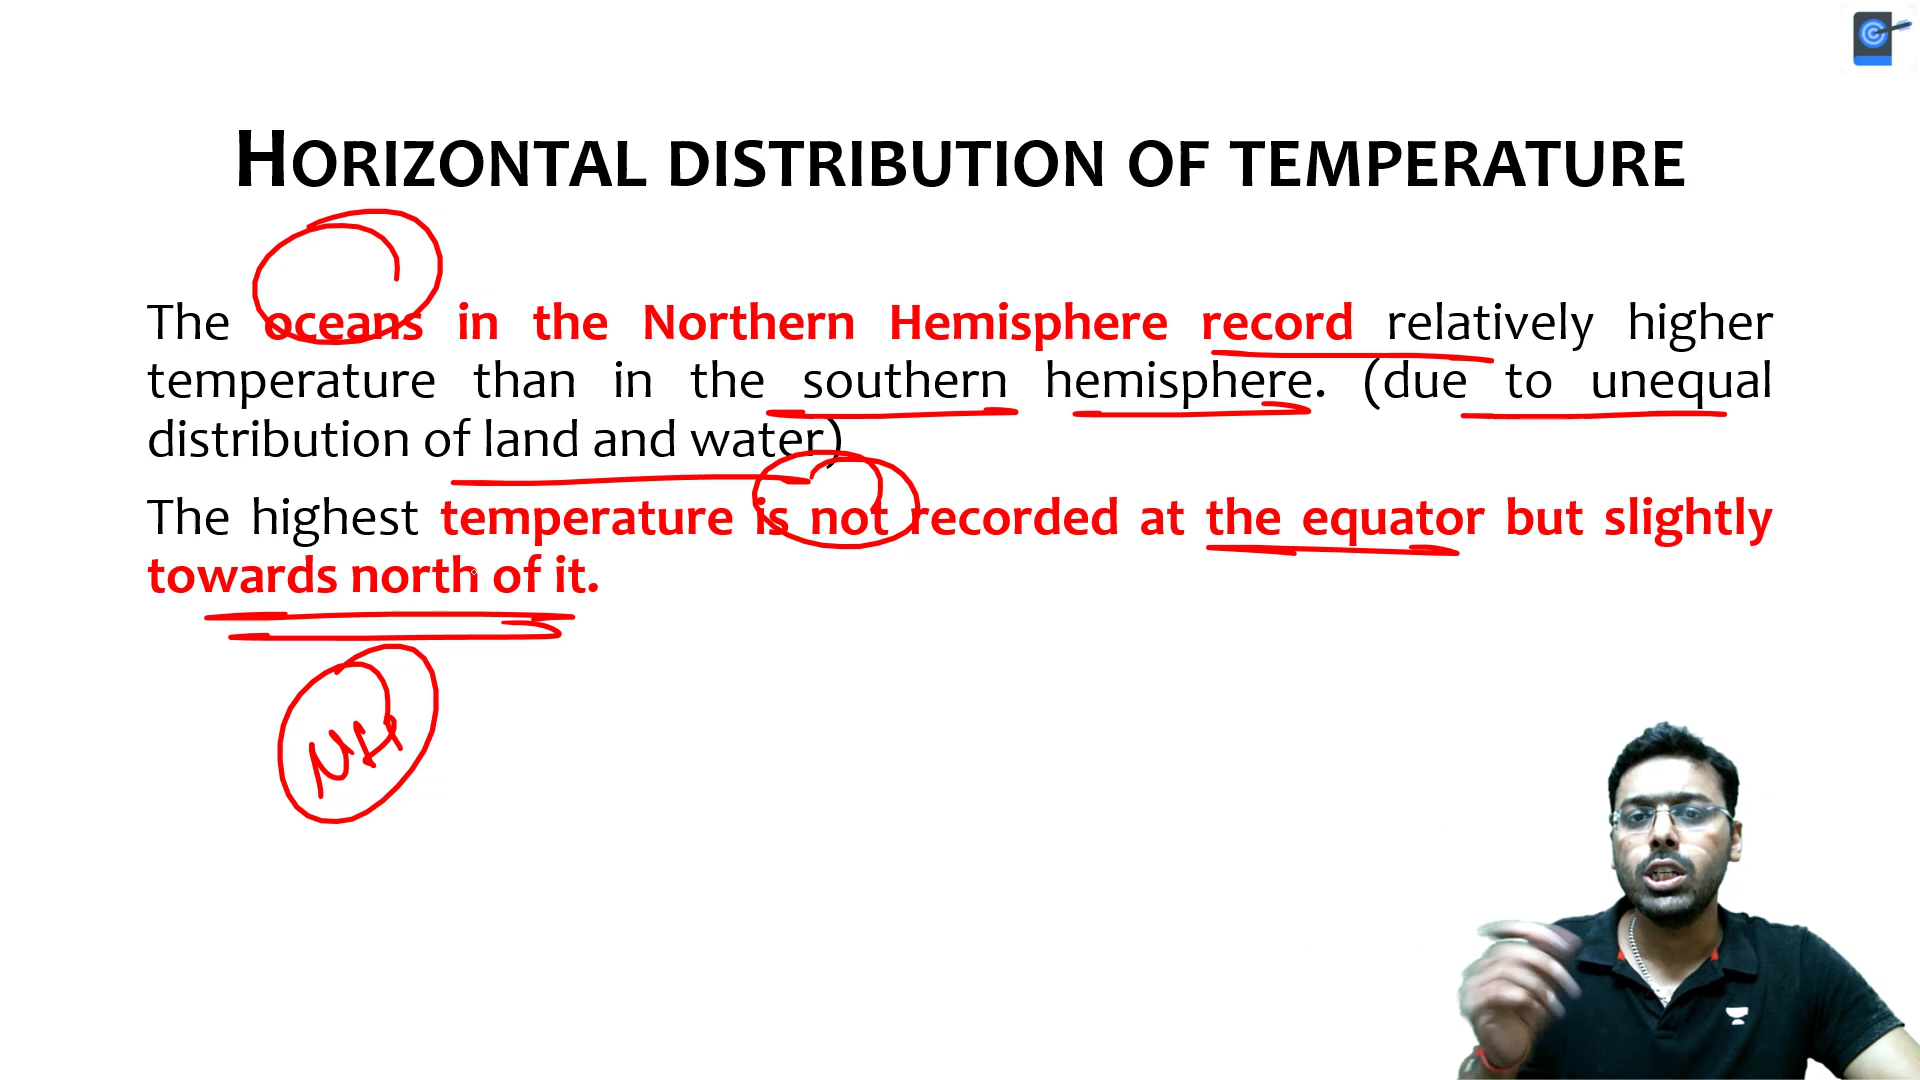 HORIZONTAL DISTRIBUTION OF TEMPERATURE
The oceans in the Northern Hemisphere record relatively higher
temperature than in the southern hemisphere. (due to unequal
distribution of land and water)
The highest temperature is not recorded at the equator but slightly
towards north of it.
NH